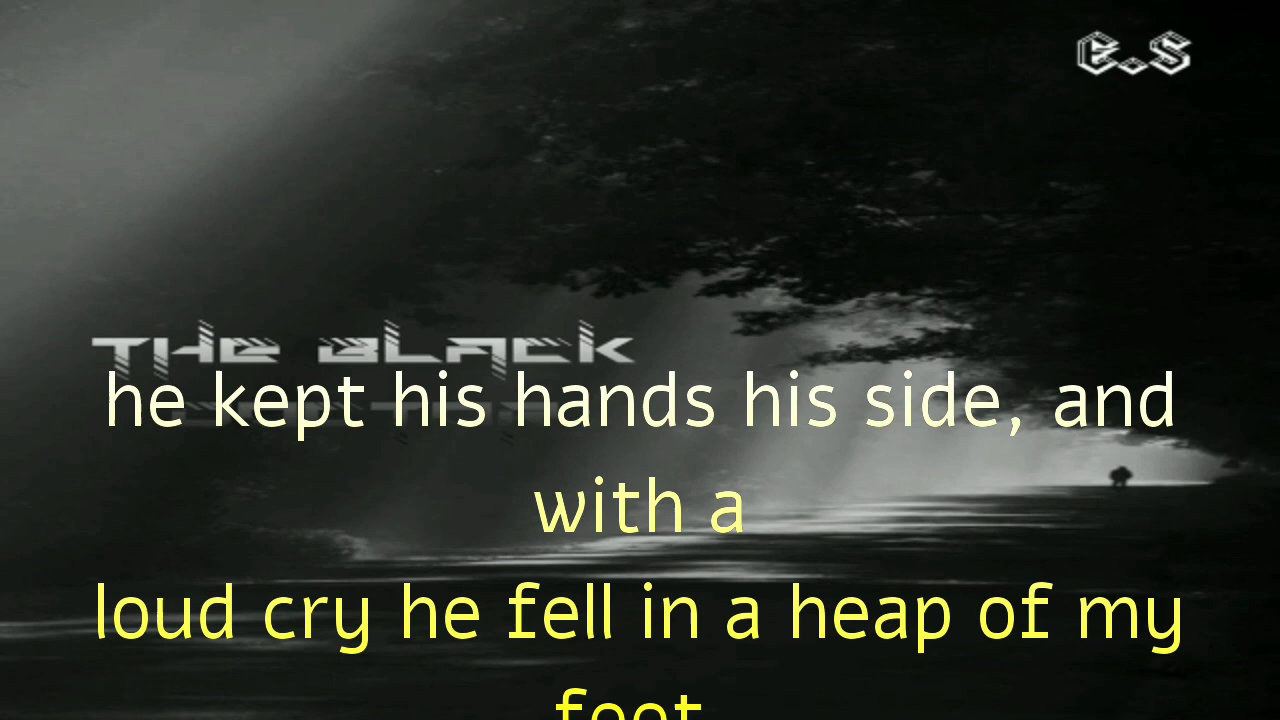 E.S
THE BLACK
he kept his hands his side, and
with a
loud cry he fell in a heap of my